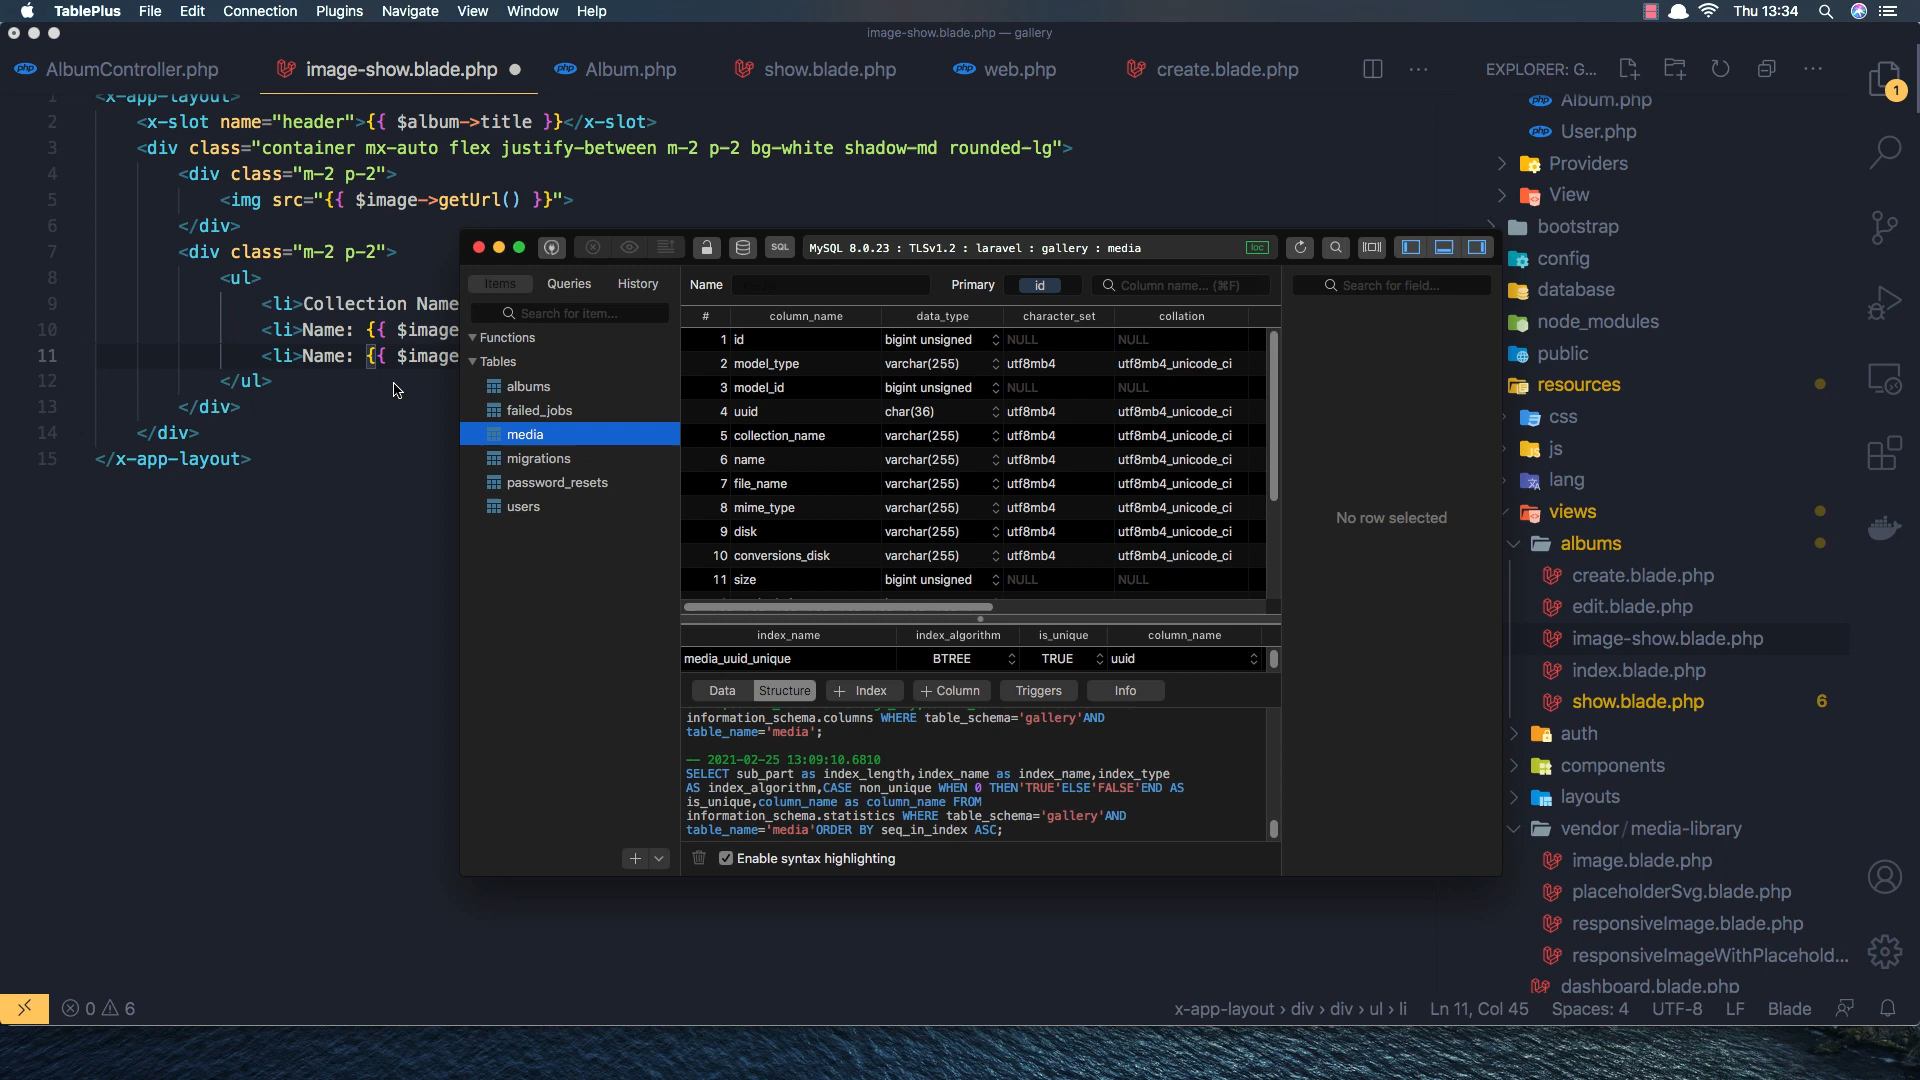 TablePlus File Edit Connection Plugins Navigate View Window Help Thu 13:34
image-show.blade.php — gallery
AlbumController.php image-show.blade.php Album.php show.blade.php web.php create.blade.php EXPLORER: G...
1 <x-app-layout>
2 <x-slot name="header">{{ $album->title }}</x-slot>
3 <div class="container mx-auto flex justify-between m-2 p-2 bg-white shadow-md rounded-lg">
4 <div class="m-2 p-2">
5 <img src="{{ $image->getUrl() }}">
6 </div>
7 <div class="m-2 p-2">
8 <ul>
9 <li>Collection Name
10 <li>Name: {{ $image
11 <li>Name: {{ $image
12 </ul>
13 </div>
14 </div>
15 </x-app-layout>
SQL MySQL 8.0.23 : TLSv1.2 : laravel : gallery : media loc
Items Queries History
Search for item...
Functions
Tables
albums
failed_jobs
media
migrations
password_resets
users
Name Primary id Column name... (⌘F) Search for field...
# column_name data_type character_set collation
1 id bigint unsigned NULL NULL
2 model_type varchar(255) utf8mb4 utf8mb4_unicode_ci
3 model_id bigint unsigned NULL NULL
4 uuid char(36) utf8mb4 utf8mb4_unicode_ci
5 collection_name varchar(255) utf8mb4 utf8mb4_unicode_ci
6 name varchar(255) utf8mb4 utf8mb4_unicode_ci
7 file_name varchar(255) utf8mb4 utf8mb4_unicode_ci
8 mime_type varchar(255) utf8mb4 utf8mb4_unicode_ci
9 disk varchar(255) utf8mb4 utf8mb4_unicode_ci
10 conversions_disk varchar(255) utf8mb4 utf8mb4_unicode_ci
11 size bigint unsigned NULL NULL
No row selected
index_name index_algorithm is_unique column_name
media_uuid_unique BTREE TRUE uuid
Data Structure + Index + Column Triggers Info
information_schema.columns WHERE table_schema='gallery'AND
table_name='media';
-- 2021-02-25 13:09:10.6810
SELECT sub_part as index_length,index_name as index_name,index_type
AS index_algorithm,CASE non_unique WHEN 0 THEN'TRUE'ELSE'FALSE'END AS
is_unique,column_name as column_name FROM
information_schema.statistics WHERE table_schema='gallery'AND
table_name='media'ORDER BY seq_in_index ASC;
Enable syntax highlighting
Album.php
User.php
Providers
View
bootstrap
config
database
node_modules
public
resources
css
js
lang
views
albums
create.blade.php
edit.blade.php
image-show.blade.php
index.blade.php
show.blade.php 6
auth
components
layouts
vendor / media-library
image.blade.php
placeholderSvg.blade.php
responsiveImage.blade.php
responsiveImageWithPlacehold...
dashboard.blade.php
1
0 6 x-app-layout › div › div › ul › li Ln 11, Col 45 Spaces: 4 UTF-8 LF Blade